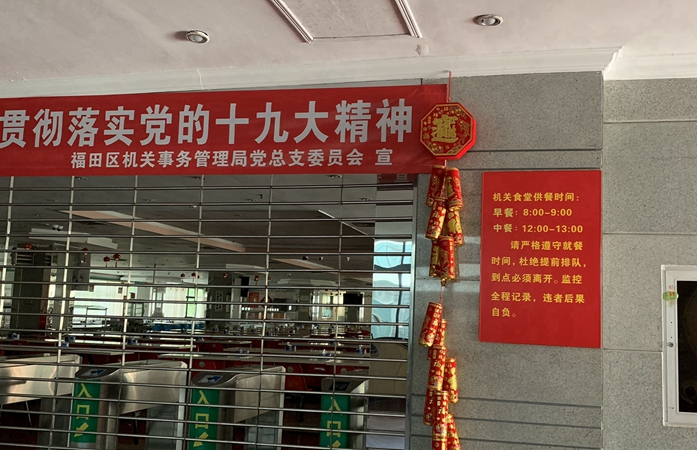 贯彻落实党的十九大精神
福田区机关事务管理局党总支委员会 宣
机关食堂供餐时间：
早餐：8:00-9:00
中餐：12:00-13:00
请严格遵守就餐
时间，杜绝提前排队，
到点必须离开。监控
全程记录，违者后果
自负。
入口
入口
入口